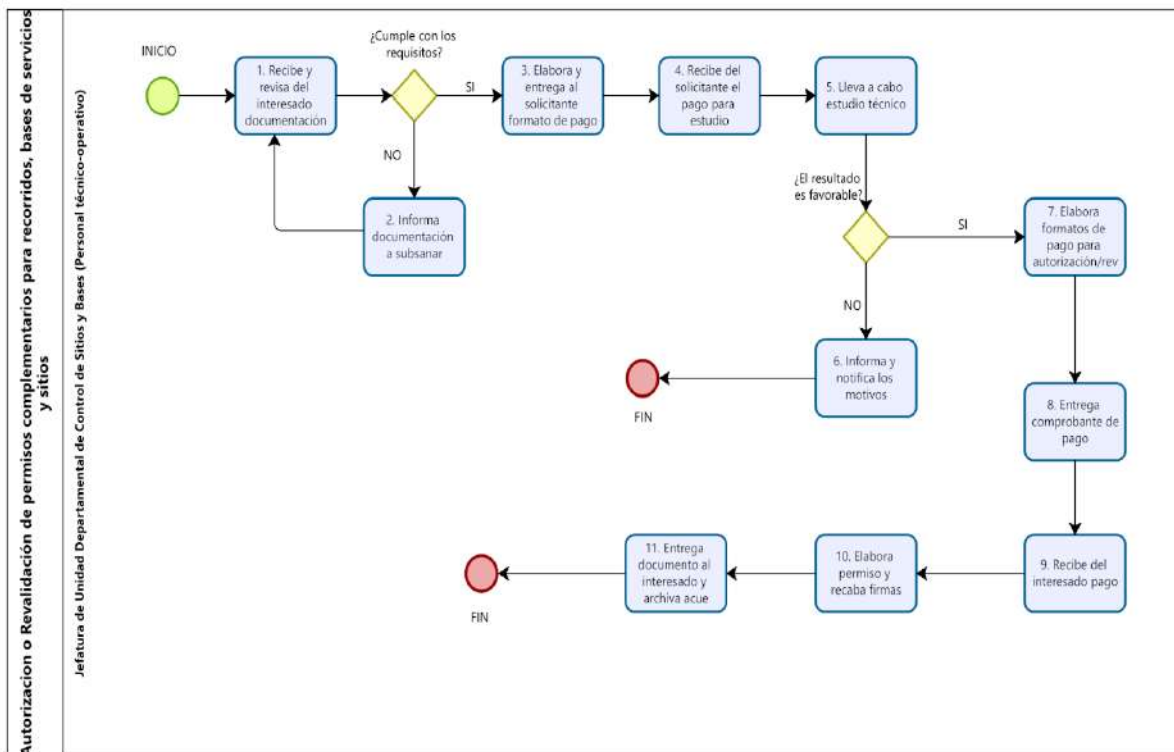 Autorizacion o Revalidación de permisos complementarios para recorridos, bases de servicios
y sitios
Jefatura de Unidad Departamental de Control de Sitios y Bases (Personal técnico-operativo)
INICIO
1. Recibe y
revisa del
interesado
documentación
¿Cumple con los
requisitos?
SI
NO
2. Informa
documentación
a subsanar
3. Elabora y
entrega al
solicitante
formato de pago
4. Recibe del
solicitante el
pago para
estudio
5. Lleva a cabo
estudio técnico
¿El resultado
es favorable?
SI
NO
6. Informa y
notifica los
motivos
FIN
7. Elabora
formatos de
pago para
autorización/rev
8. Entrega
comprobante de
pago
9. Recibe del
interesado pago
10. Elabora
permiso y
recaba firmas
11. Entrega
documento al
interesado y
archiva acue
FIN